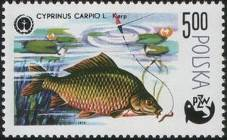 CYPRINUS CARPIO L. Karp
5.00
POLSKA
PZW